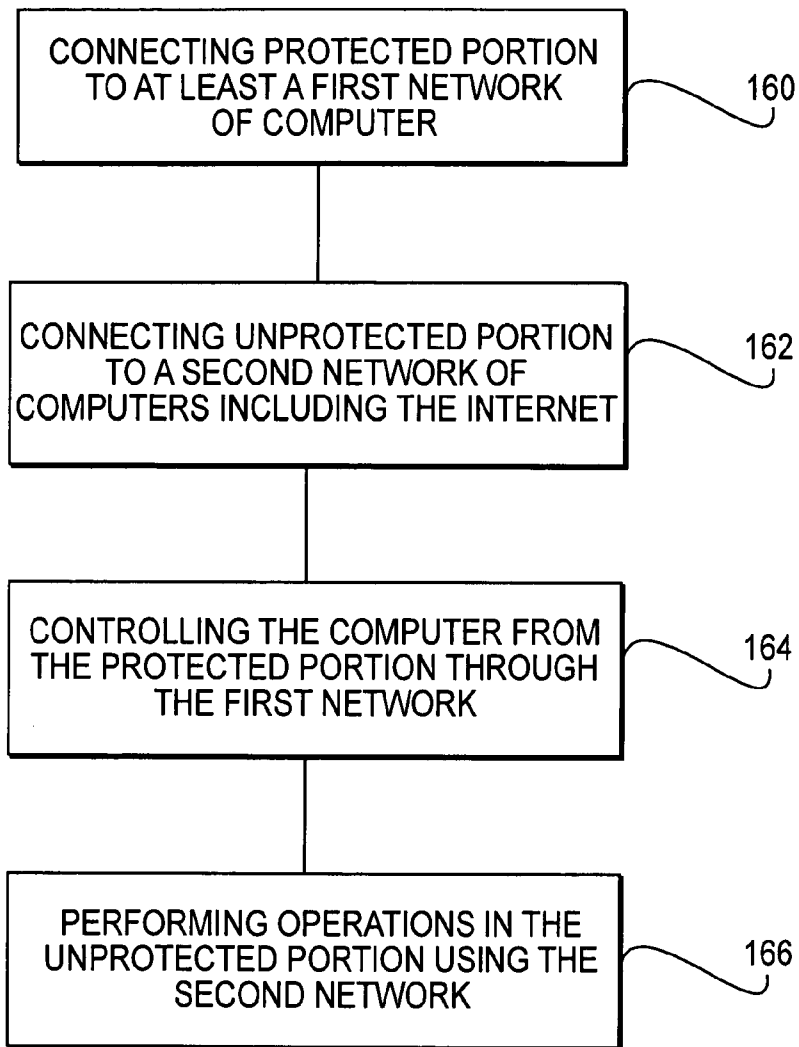 CONNECTING PROTECTED PORTION
TO AT LEAST A FIRST NETWORK
OF COMPUTER
160
CONNECTING UNPROTECTED PORTION
TO A SECOND NETWORK OF
COMPUTERS INCLUDING THE INTERNET
162
CONTROLLING THE COMPUTER FROM
THE PROTECTED PORTION THROUGH
THE FIRST NETWORK
164
PERFORMING OPERATIONS IN THE
UNPROTECTED PORTION USING THE
SECOND NETWORK
166